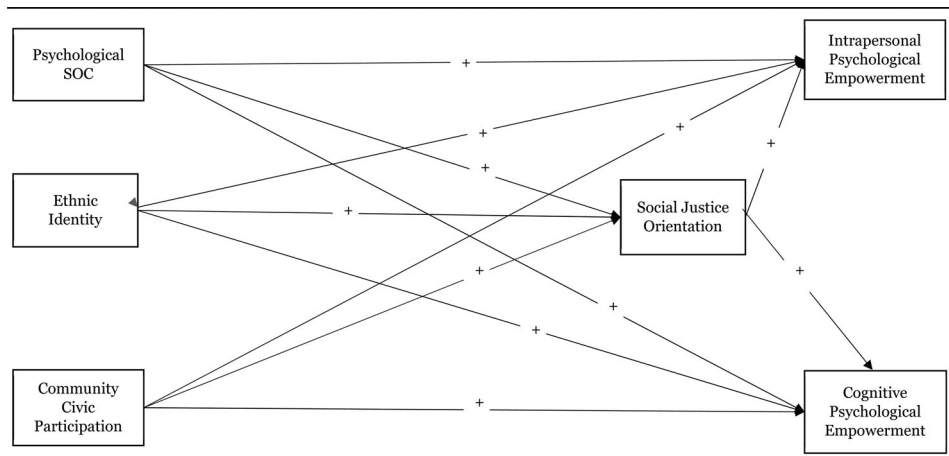 Psychological
SOC
Intrapersonal
Psychological
Empowerment
+
+
+
+
+
Ethnic
Identity
+
Social Justice
Orientation
+
+
+
+
Community
Civic
Participation
+
Cognitive
Psychological
Empowerment